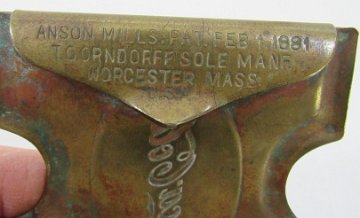 ANSON MILLS. PAT. FEB 1 1881
T.C. ORNDORFF SOLE MANF.
WORCESTER MASS